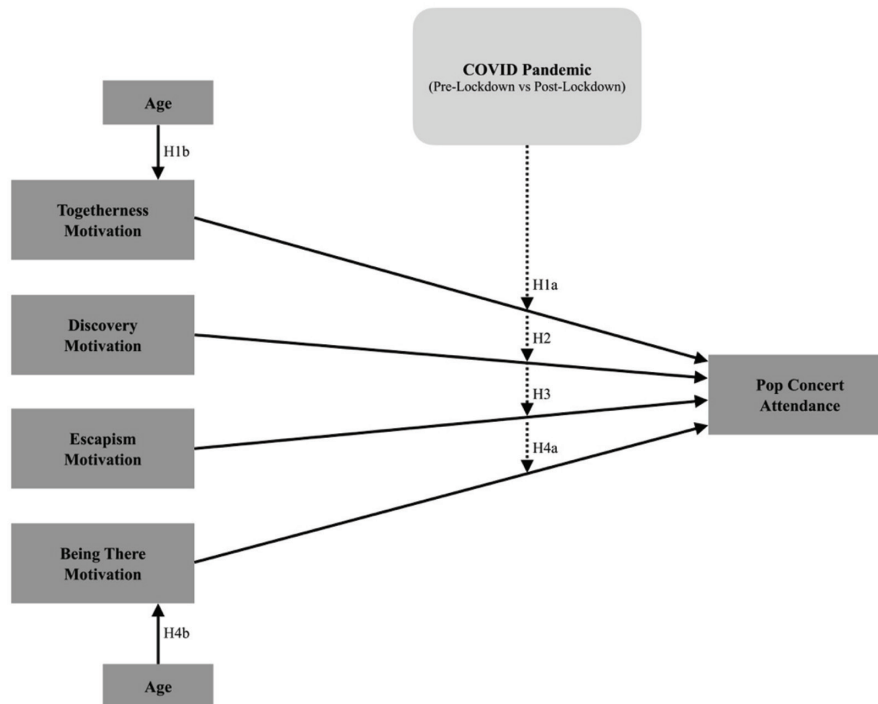 COVID Pandemic
(Pre-Lockdown vs Post-Lockdown)
Age
H1b
Togetherness
Motivation
H1a
Discovery
Motivation
H2
Pop Concert
Attendance
H3
Escapism
Motivation
H4a
Being There
Motivation
H4b
Age